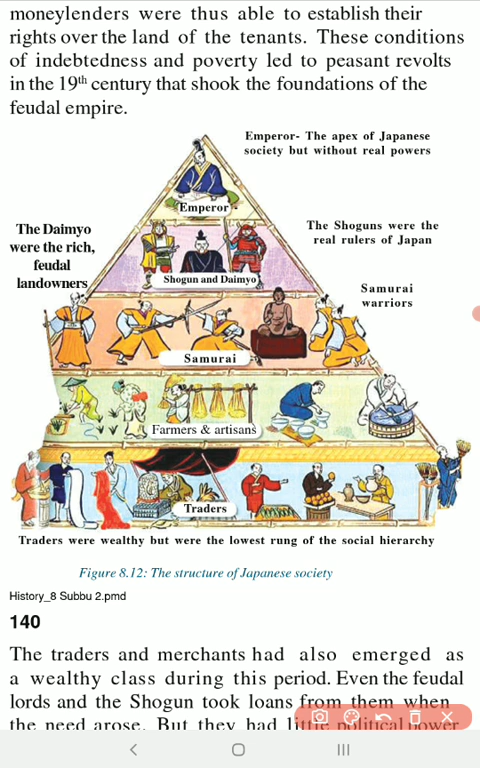 moneylenders were thus able to establish their
rights over the land of the tenants. These conditions
of indebtedness and poverty led to peasant revolts
in the 19th century that shook the foundations of the
feudal empire.
Emperor- The apex of Japanese
society but without real powers
Emperor
The Daimyo
were the rich,
feudal
landowners
The Shoguns were the
real rulers of Japan
Shogun and Daimyo
Samurai
warriors
Samurai
Farmers & artisans
Traders
Traders were wealthy but were the lowest rung of the social hierarchy
Figure 8.12: The structure of Japanese society
History_8 Subbu 2.pmd
140
The traders and merchants had also emerged as
a wealthy class during this period. Even the feudal
lords and the Shogun took loans from them when
the need arose. But they had little political power